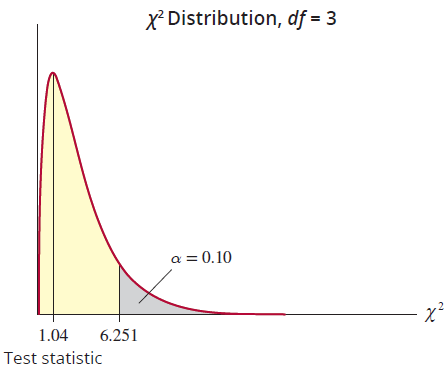 χ² Distribution, df = 3
α = 0.10
χ²
1.04 6.251
Test statistic